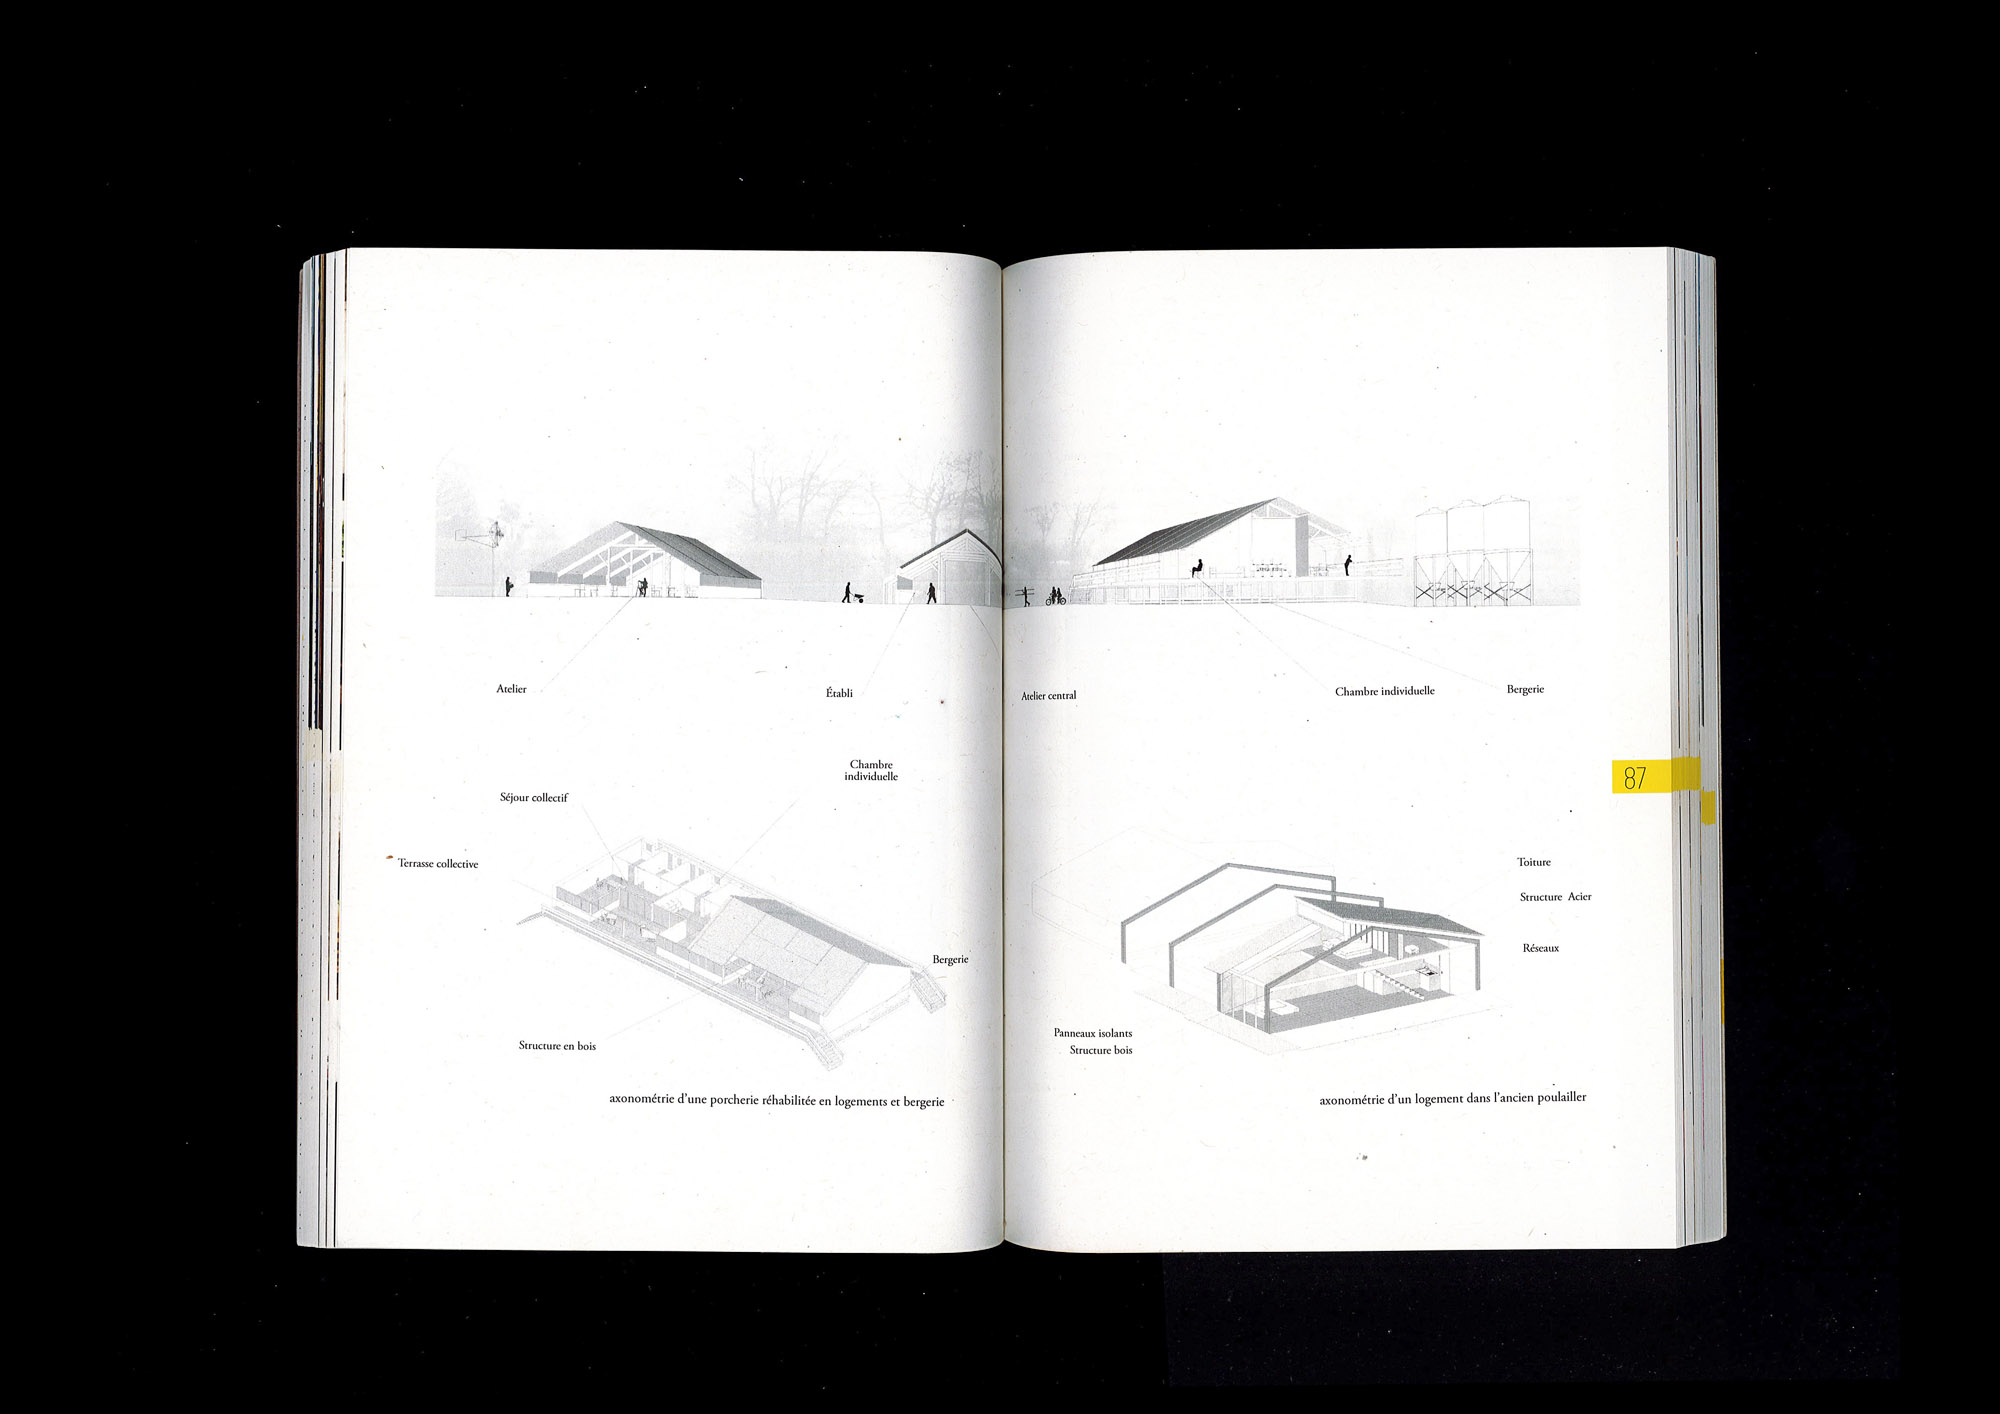 Atelier
Établi
Atelier central
Chambre individuelle
Bergerie
Chambre
individuelle
Séjour collectif
Terrasse collective
Bergerie
Structure en bois
axonométrie d'une porcherie réhabilitée en logements et bergerie
87
Toiture
Structure Acier
Réseaux
Panneaux isolants
Structure bois
axonométrie d'un logement dans l'ancien poulailler